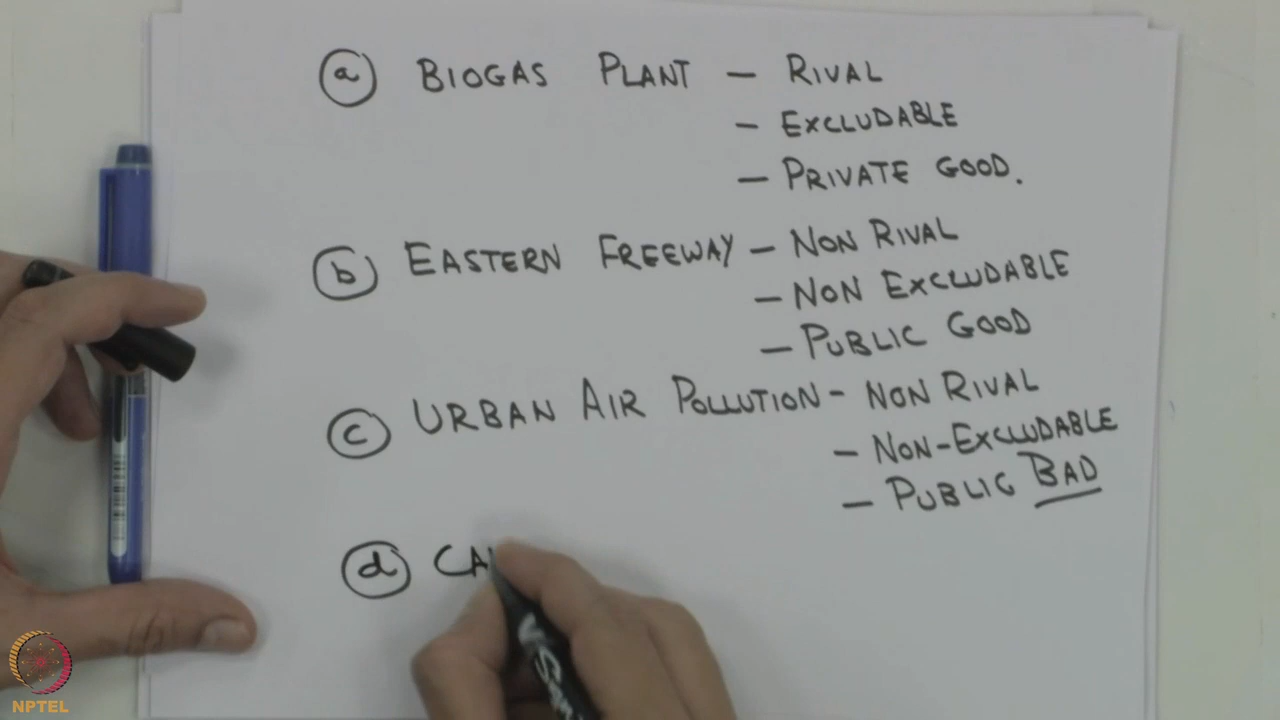 a BIOGAS PLANT – RIVAL
– EXCLUDABLE
– PRIVATE GOOD.
b EASTERN FREEWAY – NON RIVAL
– NON EXCLUDABLE
– PUBLIC GOOD
c URBAN AIR POLLUTION – NON RIVAL
– NON-EXCLUDABLE
– PUBLIC BAD
d CA
NPTEL